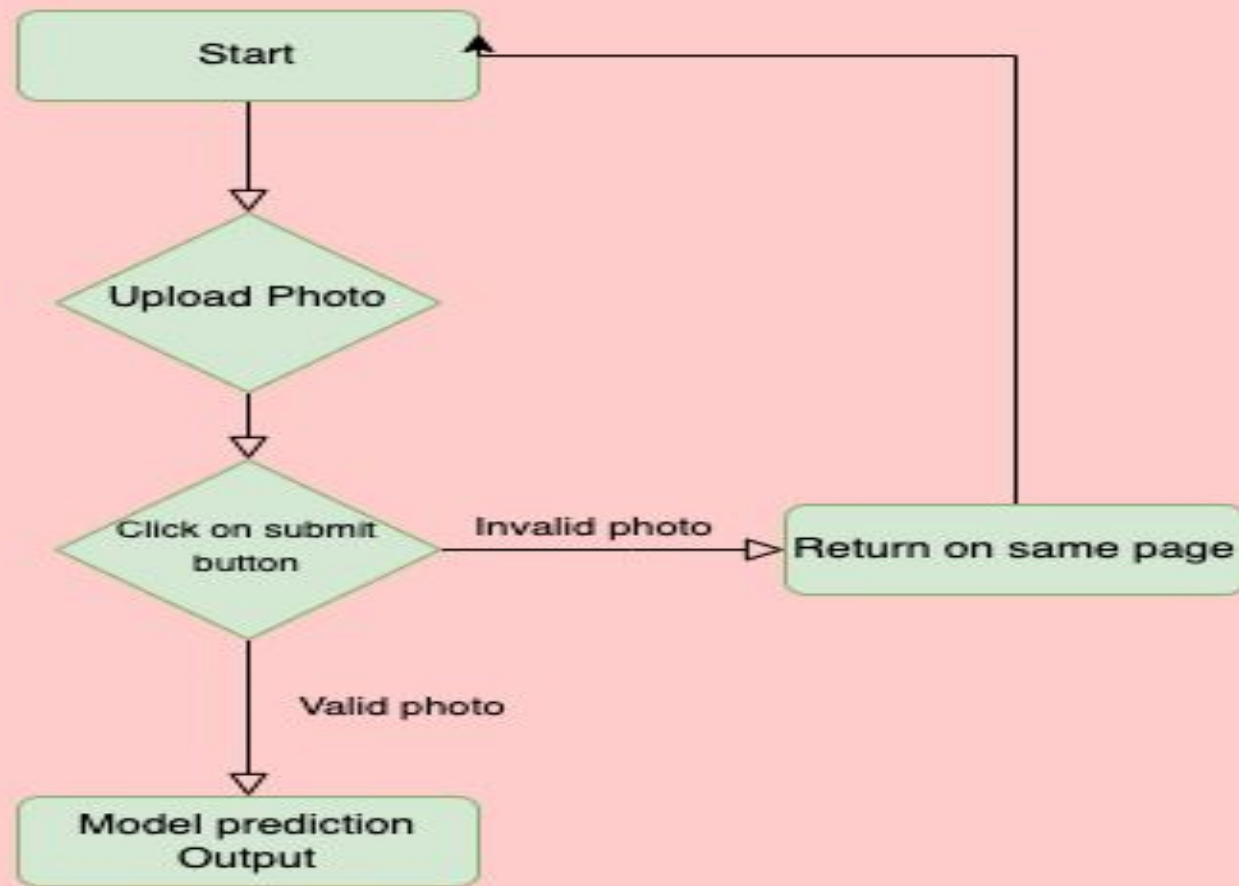 Start
Upload Photo
Click on submit
button
Invalid photo
Return on same page
Valid photo
Model prediction
Output